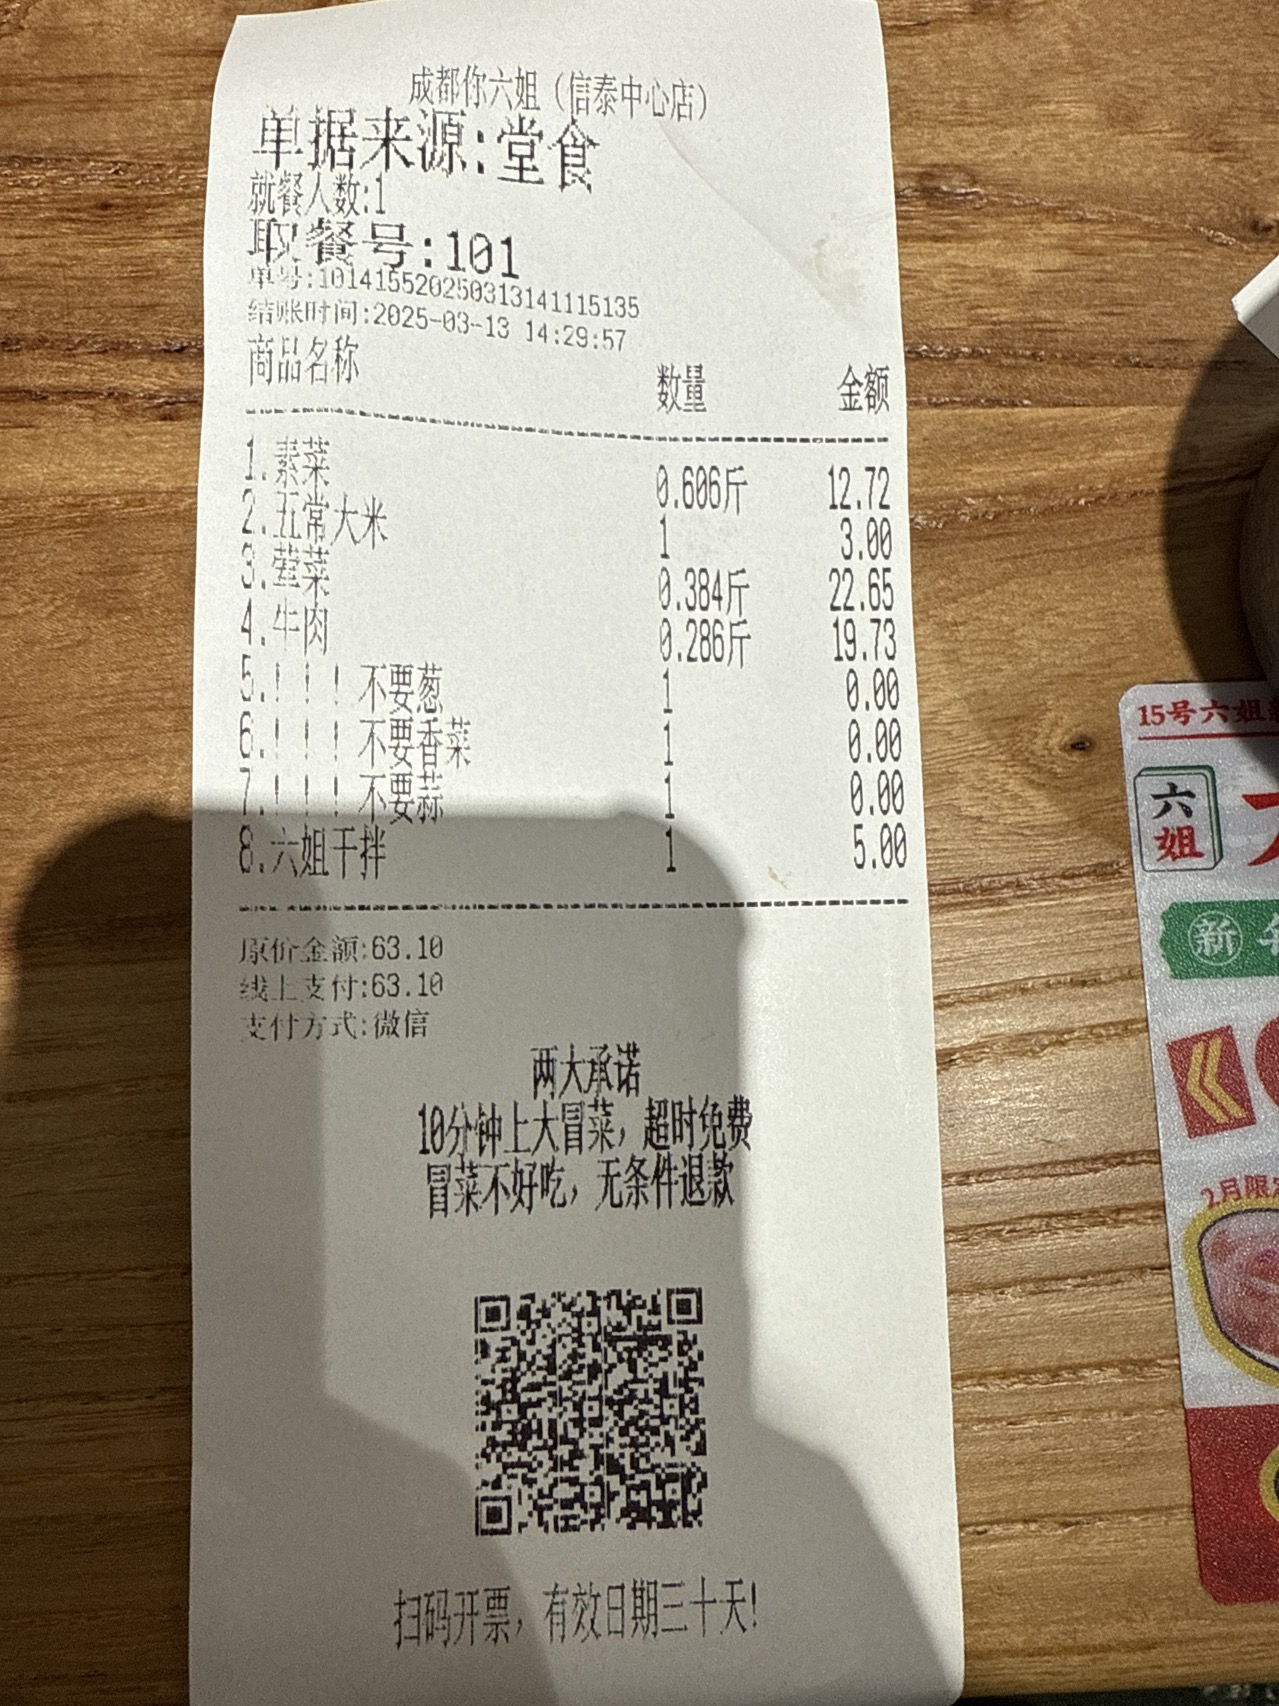 成都你六姐（信泰中心店）
单据来源:堂食
就餐人数:1
取餐号:101
单号:10141552025031314115135
结账时间:2025-03-13 14:29:57
商品名称 数量 金额
1.素菜 0.606斤 12.72
2.五常大米 1 3.00
3.荤菜 0.384斤 22.65
4.牛肉 0.286斤 19.73
5.！！！不要葱 1 0.00
6.！！！不要香菜 1 0.00
7.！！！不要蒜 1 0.00
8.六姐干拌 1 5.00
原价金额:63.10
线上支付:63.10
支付方式:微信
两大承诺
10分钟上大冒菜，超时免费
冒菜不好吃，无条件退款
扫码开票，有效日期三十天!
15号六姐
六
姐
新
2月限